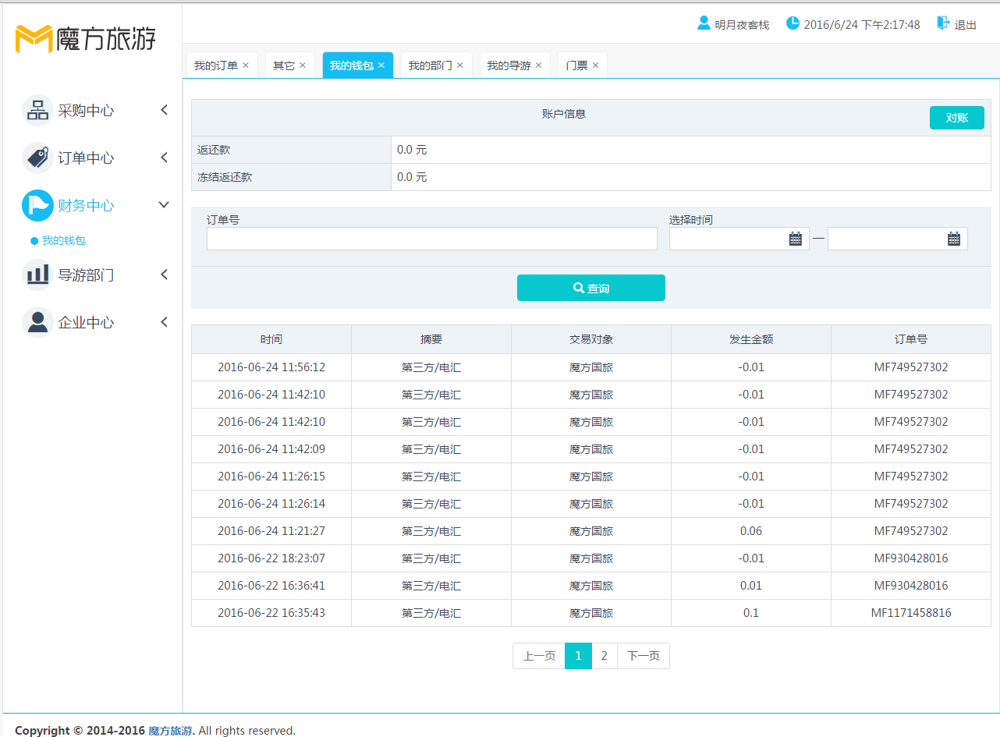 魔方旅游
明月夜客栈 2016/6/24 下午2:17:48 退出
我的订单 × 其它 × 我的钱包 × 我的部门 × 我的导游 × 门票 ×
采购中心
订单中心
财务中心
我的钱包
导游部门
企业中心
账户信息 对账
返还款 0.0 元
冻结返还款 0.0 元
订单号 选择时间
—
查询
时间 摘要 交易对象 发生金额 订单号
2016-06-24 11:56:12 第三方/电汇 魔方国旅 -0.01 MF749527302
2016-06-24 11:42:10 第三方/电汇 魔方国旅 -0.01 MF749527302
2016-06-24 11:42:10 第三方/电汇 魔方国旅 -0.01 MF749527302
2016-06-24 11:42:09 第三方/电汇 魔方国旅 -0.01 MF749527302
2016-06-24 11:26:15 第三方/电汇 魔方国旅 -0.01 MF749527302
2016-06-24 11:26:14 第三方/电汇 魔方国旅 -0.01 MF749527302
2016-06-24 11:21:27 第三方/电汇 魔方国旅 0.06 MF749527302
2016-06-22 18:23:07 第三方/电汇 魔方国旅 -0.01 MF930428016
2016-06-22 16:36:41 第三方/电汇 魔方国旅 0.01 MF930428016
2016-06-22 16:35:43 第三方/电汇 魔方国旅 0.1 MF1171458816
上一页 1 2 下一页
Copyright © 2014-2016 魔方旅游. All rights reserved.